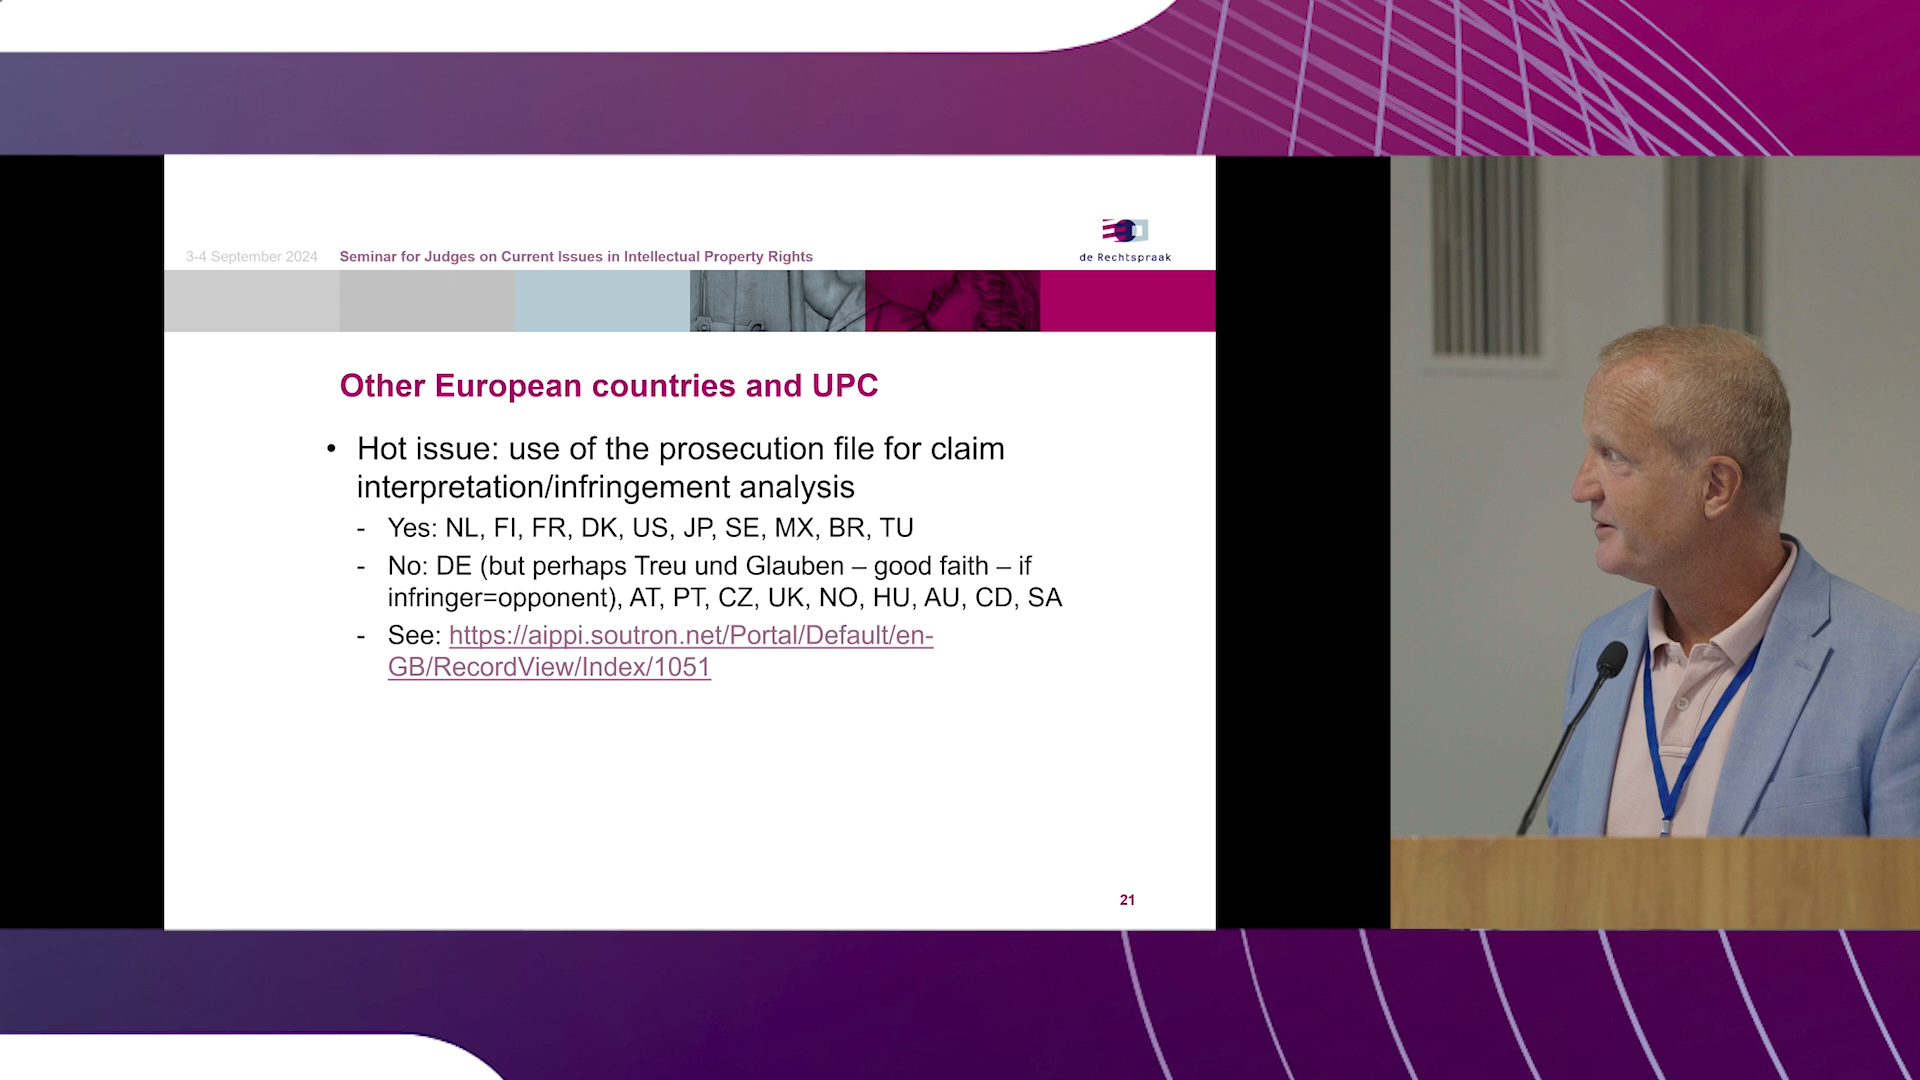 3-4 September 2024 Seminar for Judges on Current Issues in Intellectual Property Rights
de Rechtspraak
Other European countries and UPC
• Hot issue: use of the prosecution file for claim
interpretation/infringement analysis
- Yes: NL, FI, FR, DK, US, JP, SE, MX, BR, TU
- No: DE (but perhaps Treu und Glauben – good faith – if
infringer=opponent), AT, PT, CZ, UK, NO, HU, AU, CD, SA
- See: https://aippi.soutron.net/Portal/Default/en-
GB/RecordView/Index/1051
21